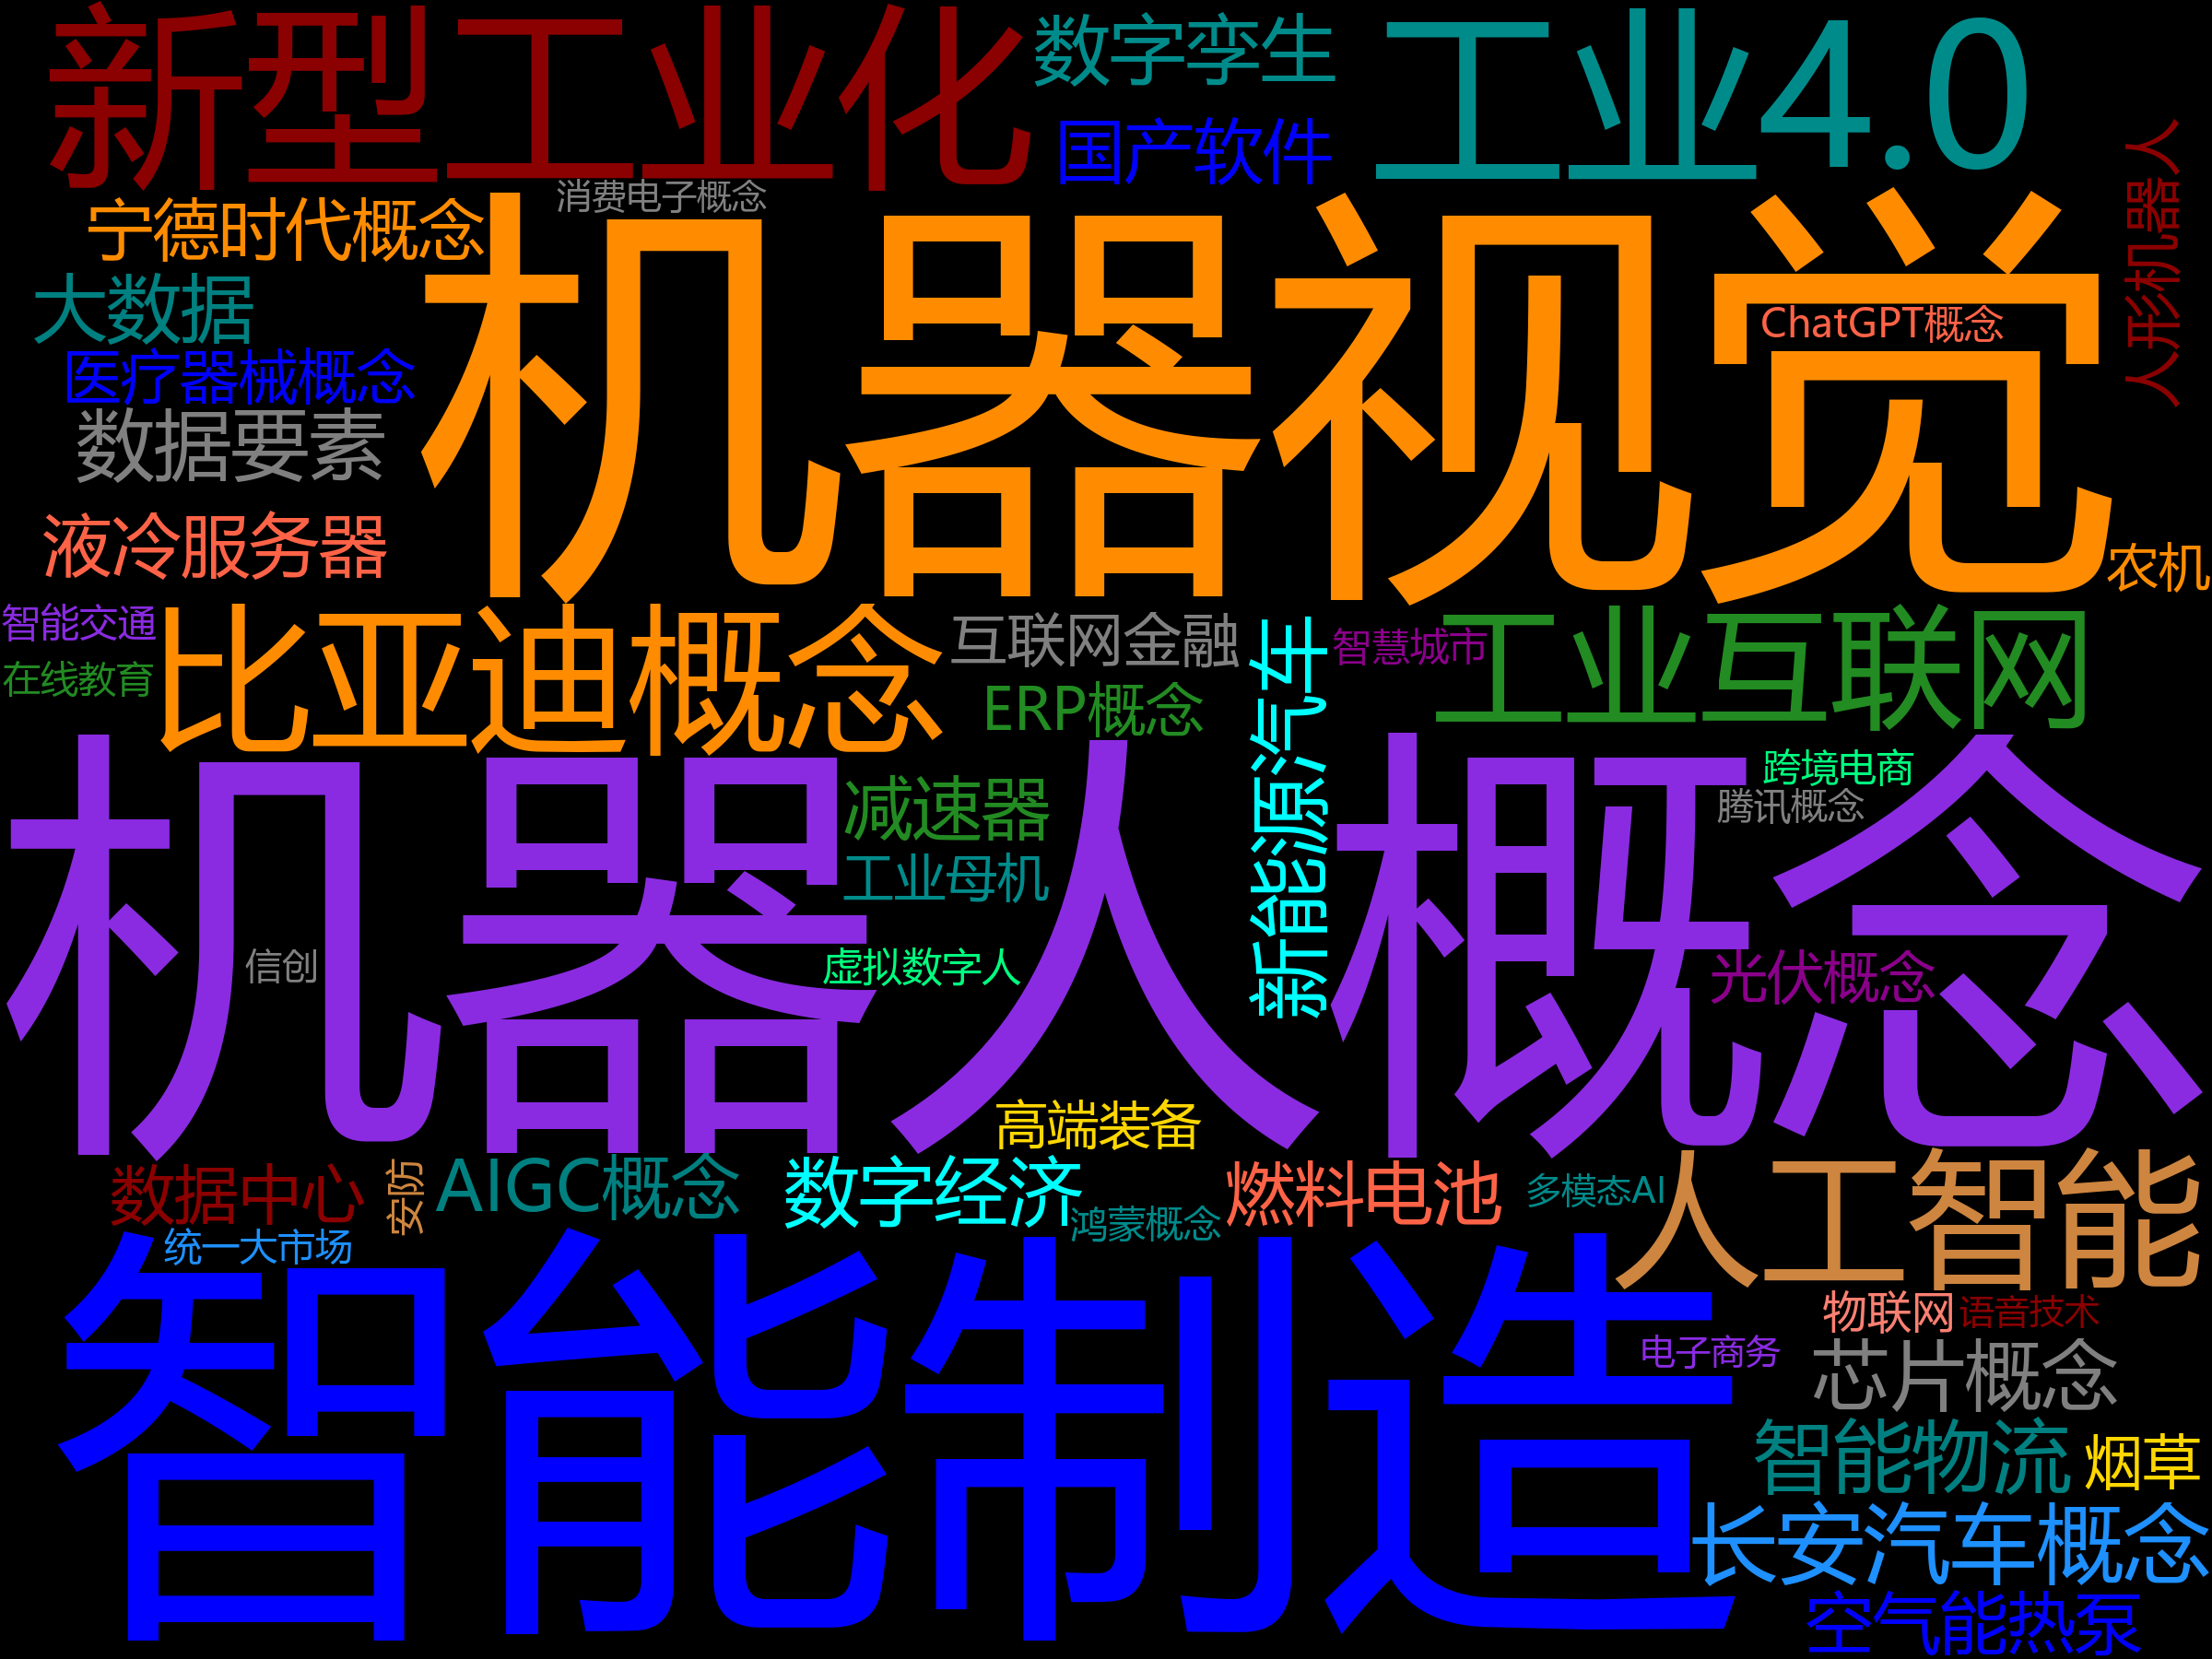 新型工业化
数字孪生
工业4.0
国产软件
人形机器人
消费电子概念
宁德时代概念
机器视觉
大数据
ChatGPT概念
医疗器械概念
数据要素
液冷服务器
农机
智能交通
比亚迪概念
互联网金融
新能源汽车
智慧城市
工业互联网
在线教育
ERP概念
机器人概念
减速器
跨境电商
腾讯概念
工业母机
信创
虚拟数字人
光伏概念
高端装备
数据中心
安防
AIGC概念
数字经济
燃料电池
多模态AI
人工智能
鸿蒙概念
统一大市场
智能制造
物联网
语音技术
电子商务
芯片概念
智能物流
烟草
长安汽车概念
空气能热泵